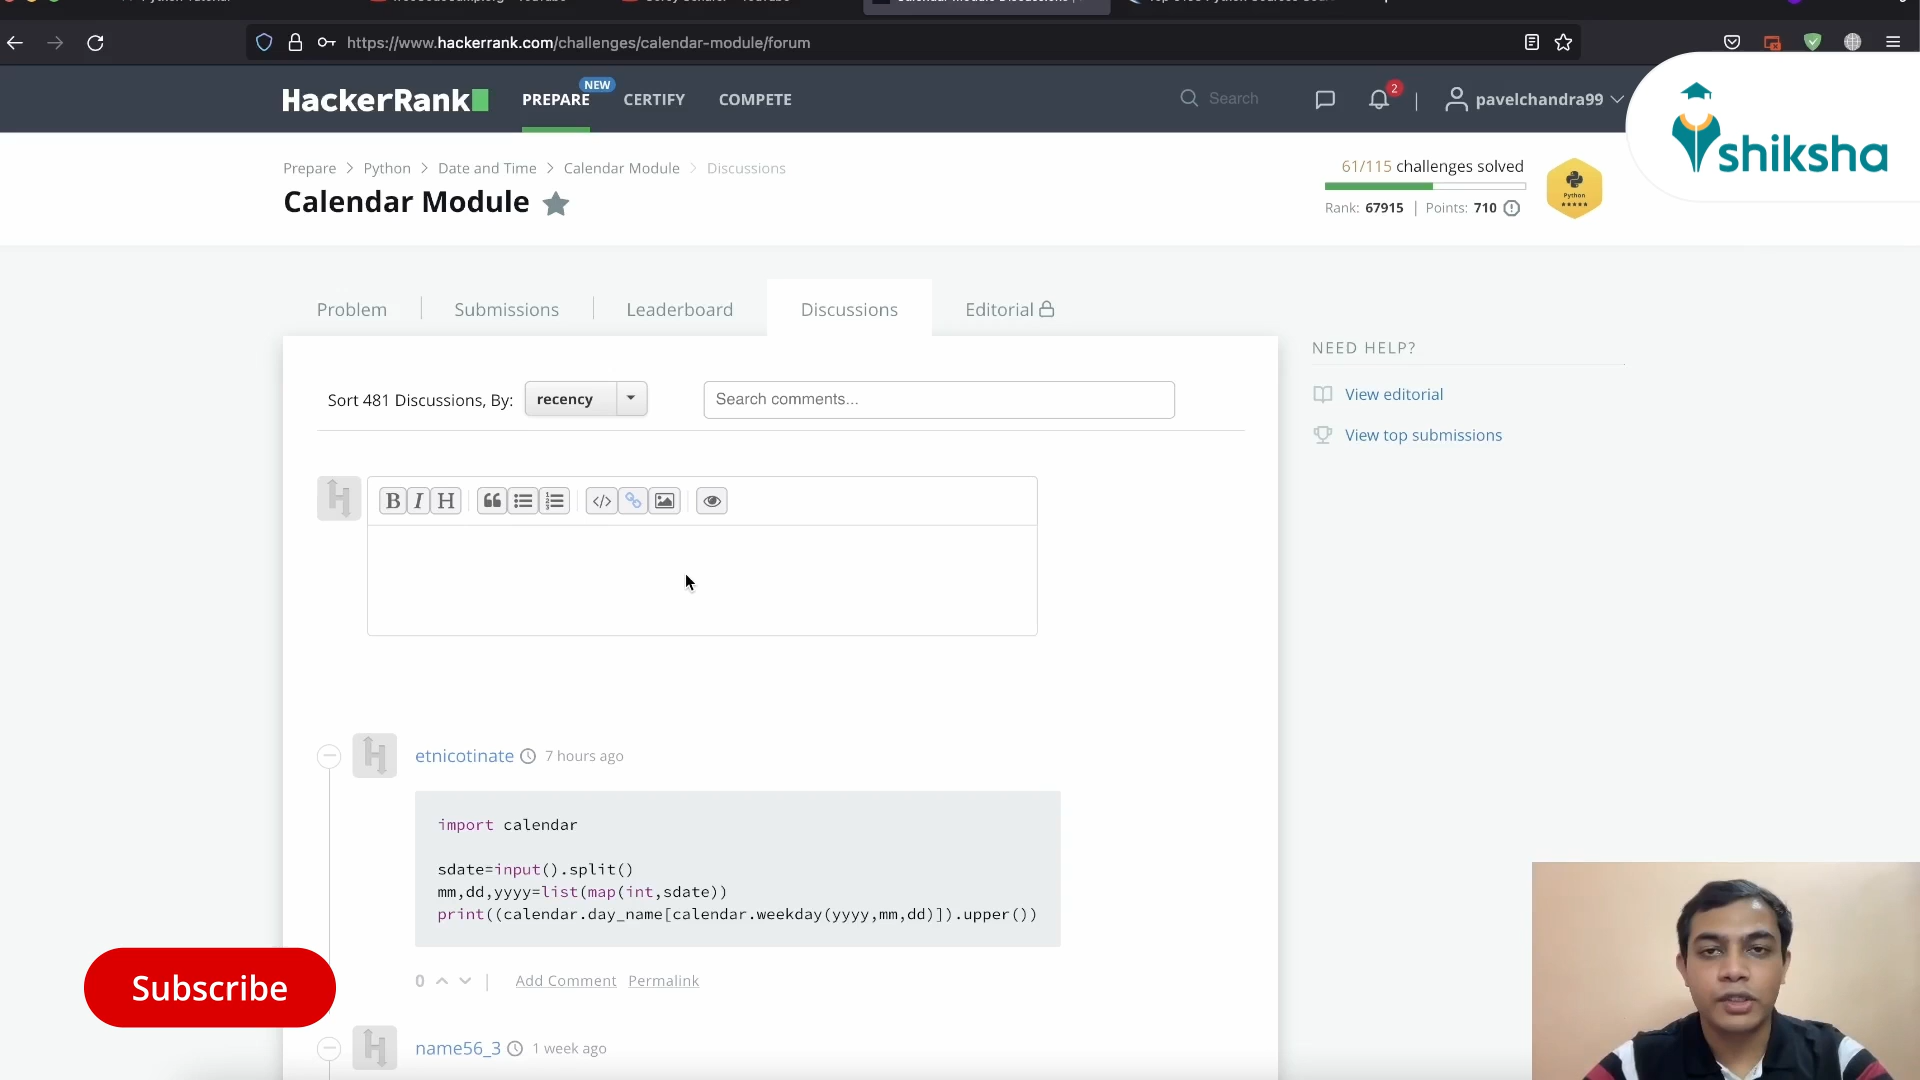 https://www.hackerrank.com/challenges/calendar-module/forum
HackerRank
PREPARE
NEW
CERTIFY
COMPETE
Search
2
pavelchandra99
shiksha
Prepare > Python > Date and Time > Calendar Module > Discussions
Calendar Module
61/115 challenges solved
Rank: 67915 | Points: 710
Python
Problem
Submissions
Leaderboard
Discussions
Editorial
NEED HELP?
View editorial
View top submissions
Sort 481 Discussions, By:
recency
Search comments...
B I H
etnicotinate
7 hours ago
import calendar
sdate=input().split()
mm,dd,yyyy=list(map(int,sdate))
print((calendar.day_name[calendar.weekday(yyyy,mm,dd)]).upper())
0
Add Comment
Permalink
Subscribe
name56_3
1 week ago